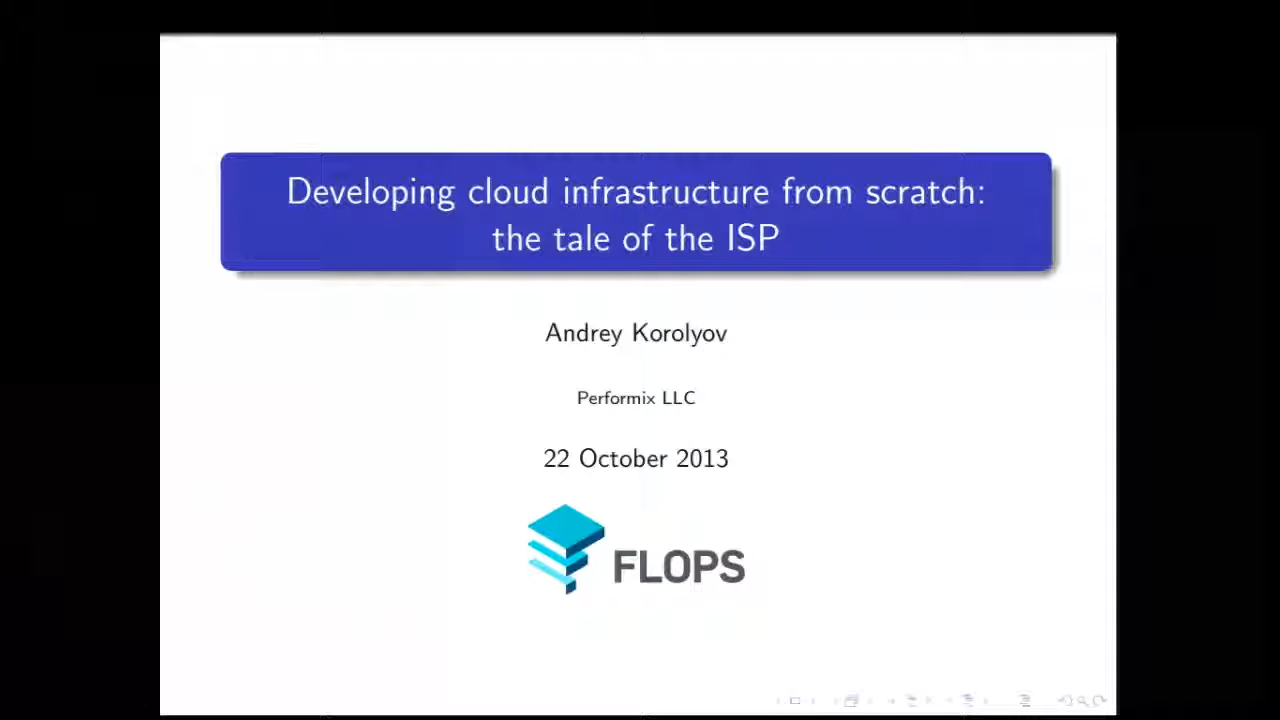 Developing cloud infrastructure from scratch:
the tale of the ISP
Andrey Korolyov
Performix LLC
22 October 2013
FLOPS